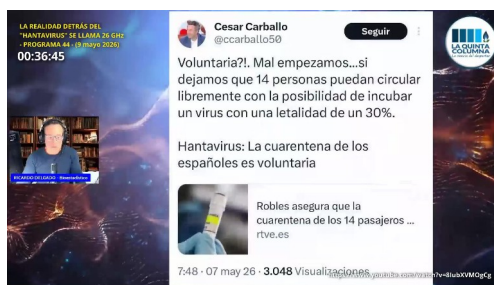 LA REALIDAD DETRÁS DEL
"HANTAVIRUS" SE LLAMA 26 GHz
- PROGRAMA 44 - (9 mayo 2026)
00:36:45
RICARDO DELGADO - Bioestadístico
Cesar Carballo
@ccarballo50
Seguir
Voluntaria?!. Mal empezamos...si
dejamos que 14 personas puedan circular
libremente con la posibilidad de incubar
un virus con una letalidad de un 30%.
Hantavirus: La cuarentena de los
españoles es voluntaria
Robles asegura que la
cuarentena de los 14 pasajeros ...
rtve.es
7:48 · 07 may 26 · 3.048 Visualizaciones
LA QUINTA
COLUMNA